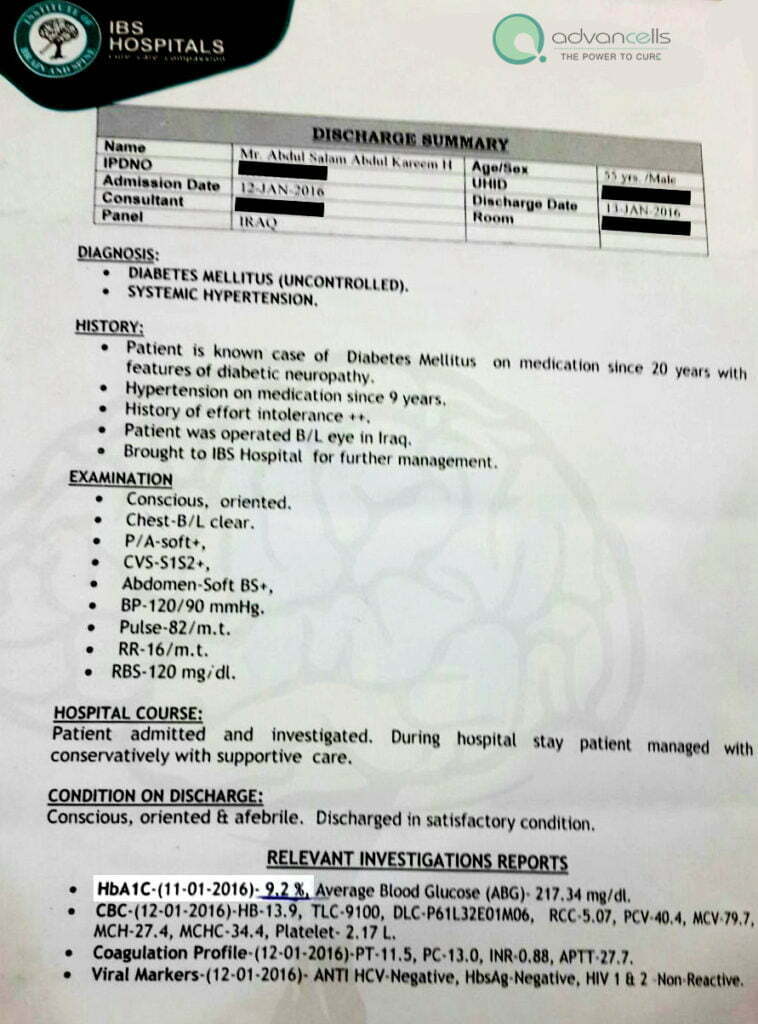 INSTITUTE OF BRAIN AND SPINE
IBS
HOSPITALS
cure care compassion
advancells
THE POWER TO CURE
DISCHARGE SUMMARY
Name Mr. Abdul Salam Abdul Kareem H Age/Sex 55 yrs. /Male
IPDNO UHID
Admission Date 12-JAN-2016 Discharge Date 13-JAN-2016
Consultant Room
Panel IRAQ
DIAGNOSIS:
• DIABETES MELLITUS (UNCONTROLLED).
• SYSTEMIC HYPERTENSION.
HISTORY:
• Patient is known case of Diabetes Mellitus on medication since 20 years with
features of diabetic neuropathy.
• Hypertension on medication since 9 years.
• History of effort intolerance ++.
• Patient was operated B/L eye in Iraq.
• Brought to IBS Hospital for further management.
EXAMINATION
• Conscious, oriented.
• Chest-B/L clear.
• P/A-soft+,
• CVS-S1S2+,
• Abdomen-Soft BS+,
• BP-120/90 mmHg.
• Pulse-82/m.t.
• RR-16/m.t.
• RBS-120 mg/dl.
HOSPITAL COURSE:
Patient admitted and investigated. During hospital stay patient managed with
conservatively with supportive care.
CONDITION ON DISCHARGE:
Conscious, oriented & afebrile. Discharged in satisfactory condition.
RELEVANT INVESTIGATIONS REPORTS
• HbA1C-(11-01-2016)- 9.2 %, Average Blood Glucose (ABG)- 217.34 mg/dl.
• CBC-(12-01-2016)-HB-13.9, TLC-9100, DLC-P61L32E01M06, RCC-5.07, PCV-40.4, MCV-79.7,
MCH-27.4, MCHC-34.4, Platelet- 2.17 L.
• Coagulation Profile-(12-01-2016)-PT-11.5, PC-13.0, INR-0.88, APTT-27.7.
• Viral Markers-(12-01-2016)- ANTI HCV-Negative, HbsAg-Negative, HIV 1 & 2 -Non-Reactive.